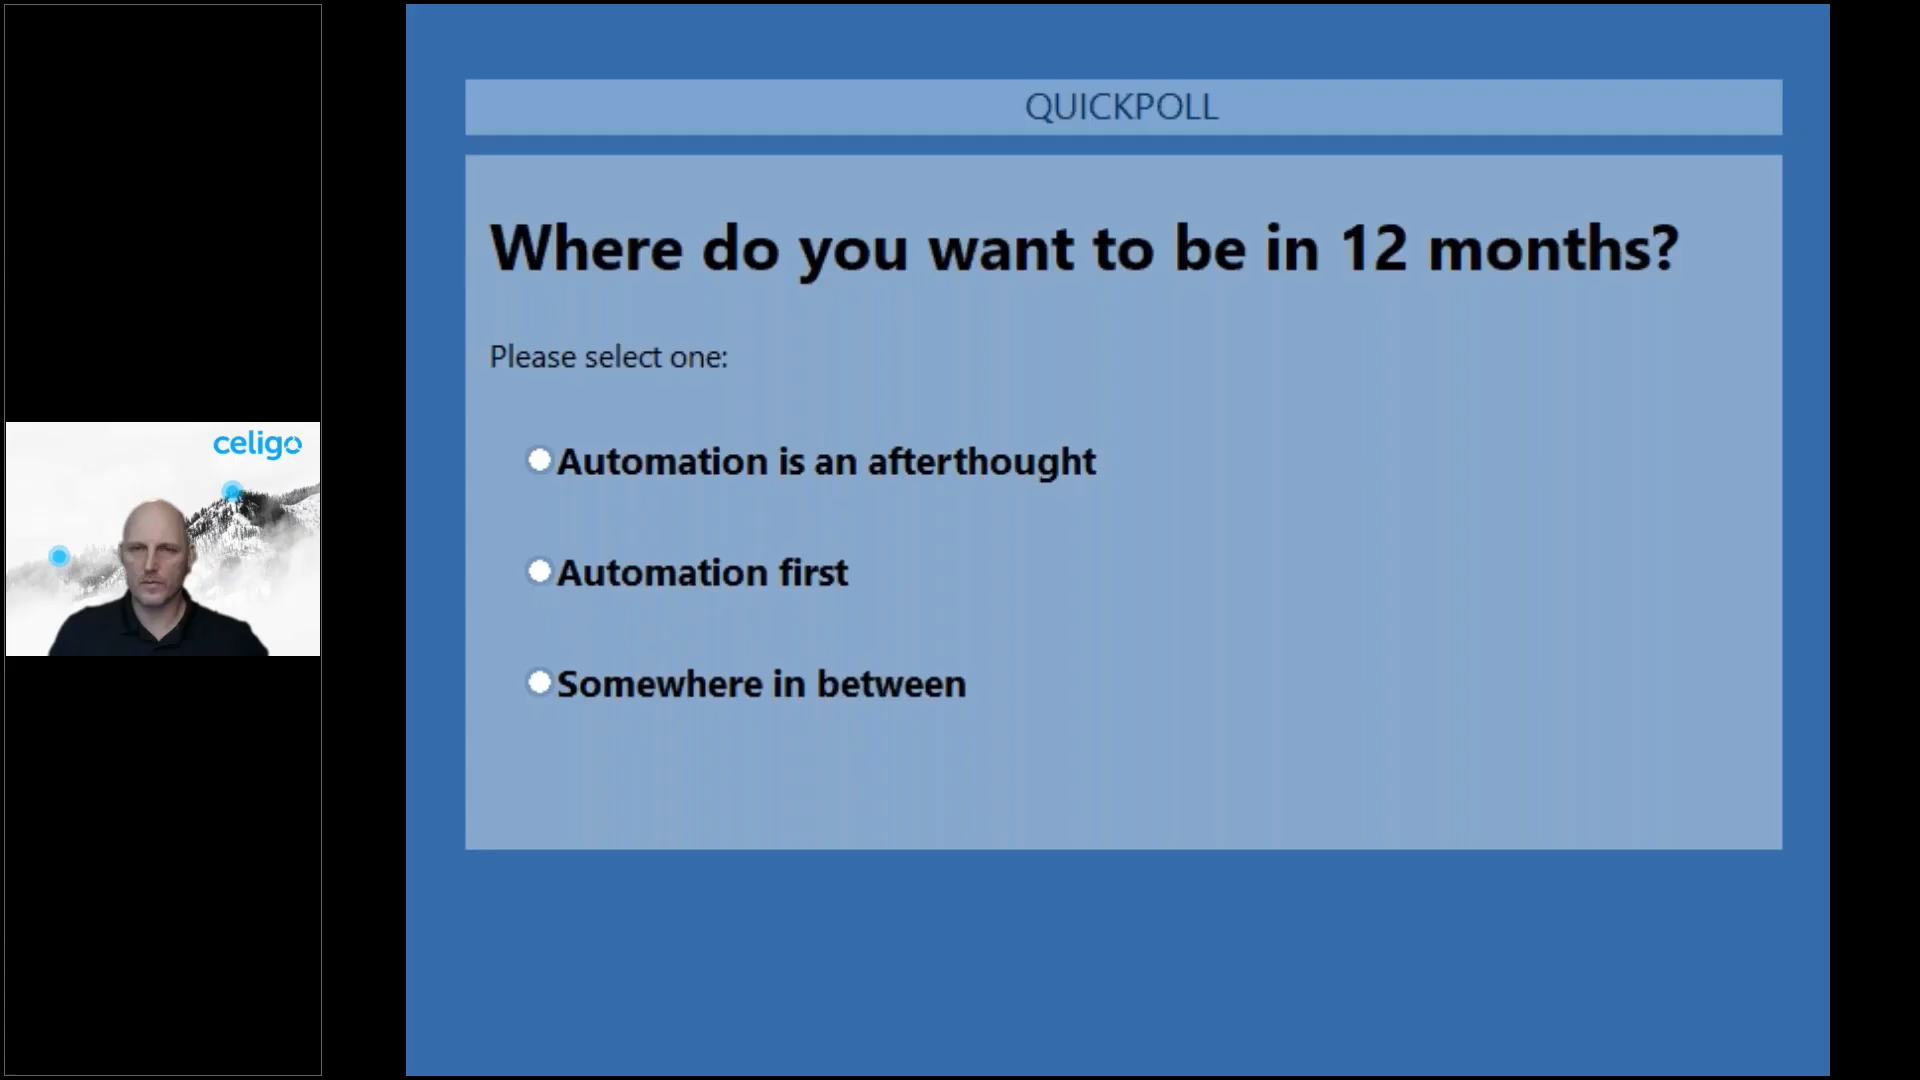 celigo
QUICKPOLL
Where do you want to be in 12 months?
Please select one:
Automation is an afterthought
Automation first
Somewhere in between